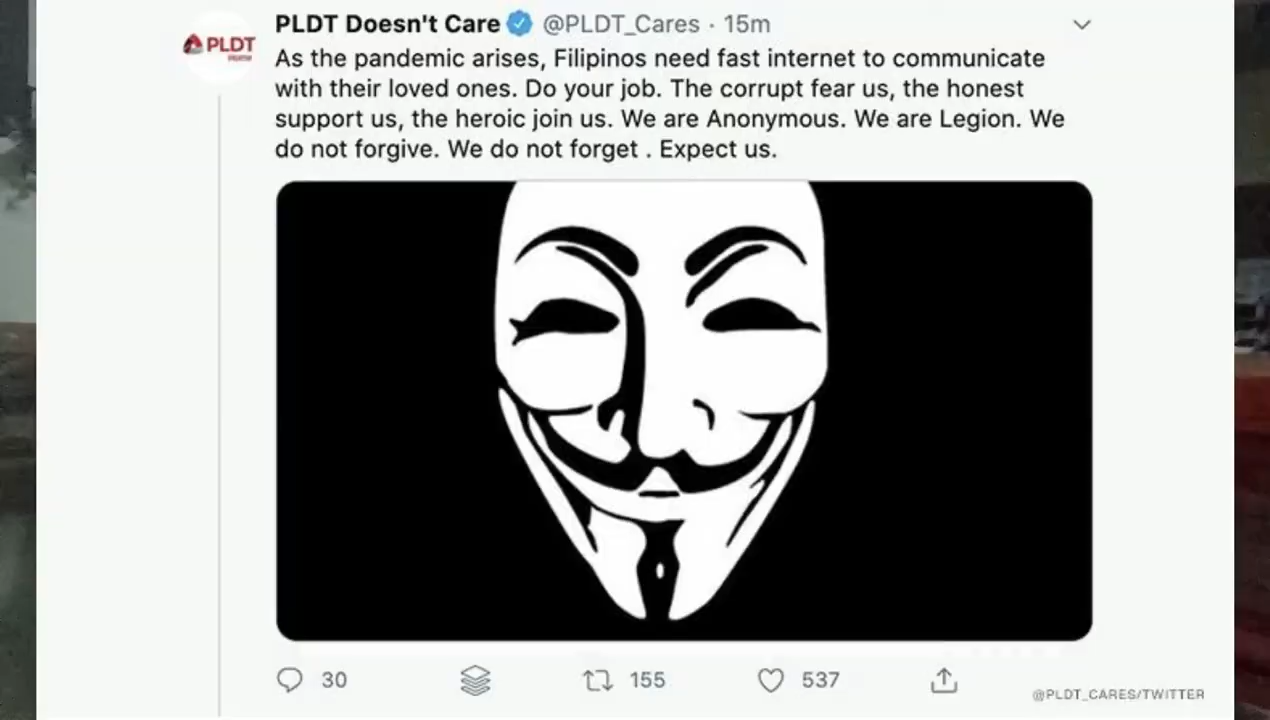 PLDT Doesn't Care @PLDT_Cares · 15m
PLDT
As the pandemic arises, Filipinos need fast internet to communicate
with their loved ones. Do your job. The corrupt fear us, the honest
support us, the heroic join us. We are Anonymous. We are Legion. We
do not forgive. We do not forget . Expect us.
30 155 537
@PLDT_CARES/TWITTER